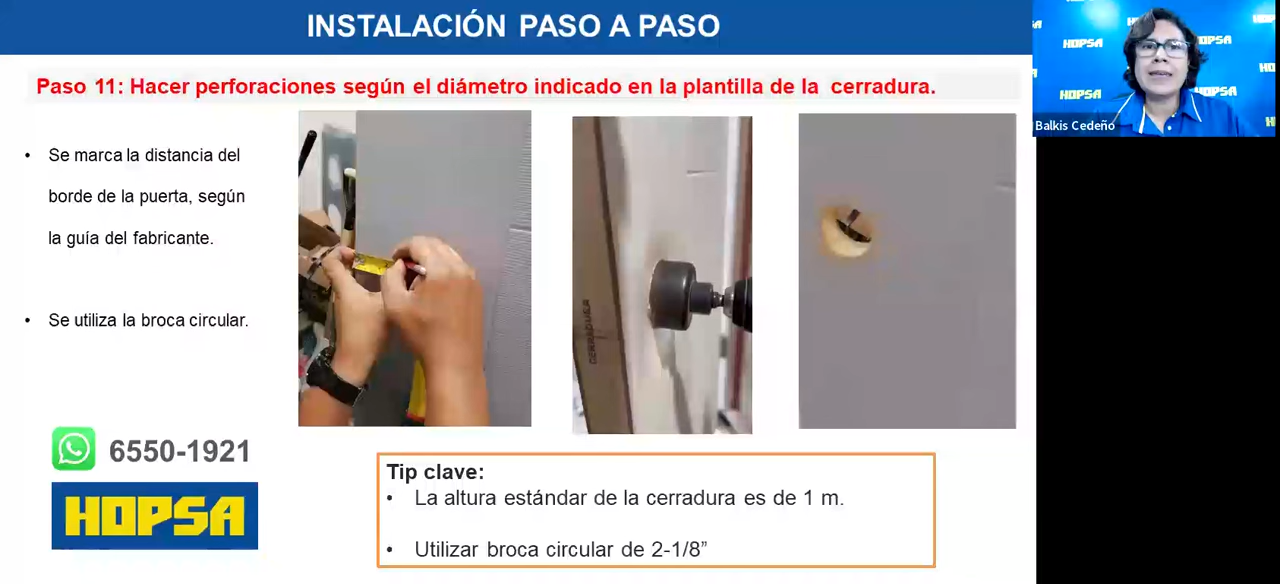 INSTALACIÓN PASO A PASO
Paso 11: Hacer perforaciones según el diámetro indicado en la plantilla de la cerradura.
• Se marca la distancia del
borde de la puerta, según
la guía del fabricante.
• Se utiliza la broca circular.
CERRADURA
6550-1921
HOPSA
Tip clave:
• La altura estándar de la cerradura es de 1 m.
• Utilizar broca circular de 2-1/8”
HOPSA
HOPSA
HOPSA
Balkis Cedeño